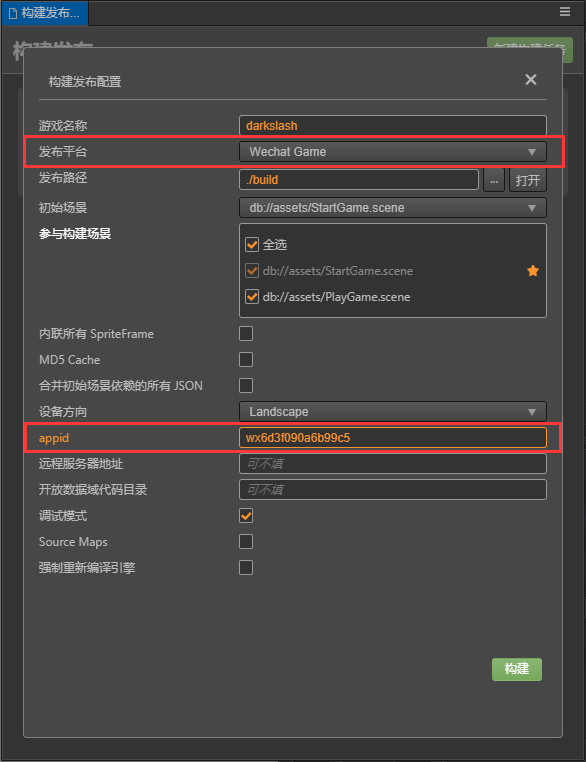 构建发布...
构建发布
新建构建任务
构建发布配置
游戏名称 darkslash
发布平台 Wechat Game
发布路径 ./build ... 打开
初始场景 db://assets/StartGame.scene
参与构建场景
全选
db://assets/StartGame.scene
db://assets/PlayGame.scene
内联所有 SpriteFrame
MD5 Cache
合并初始场景依赖的所有 JSON
设备方向 Landscape
appid wx6d3f090a6b99c5
远程服务器地址 可不填
开放数据域代码目录 可不填
调试模式
Source Maps
强制重新编译引擎
构建